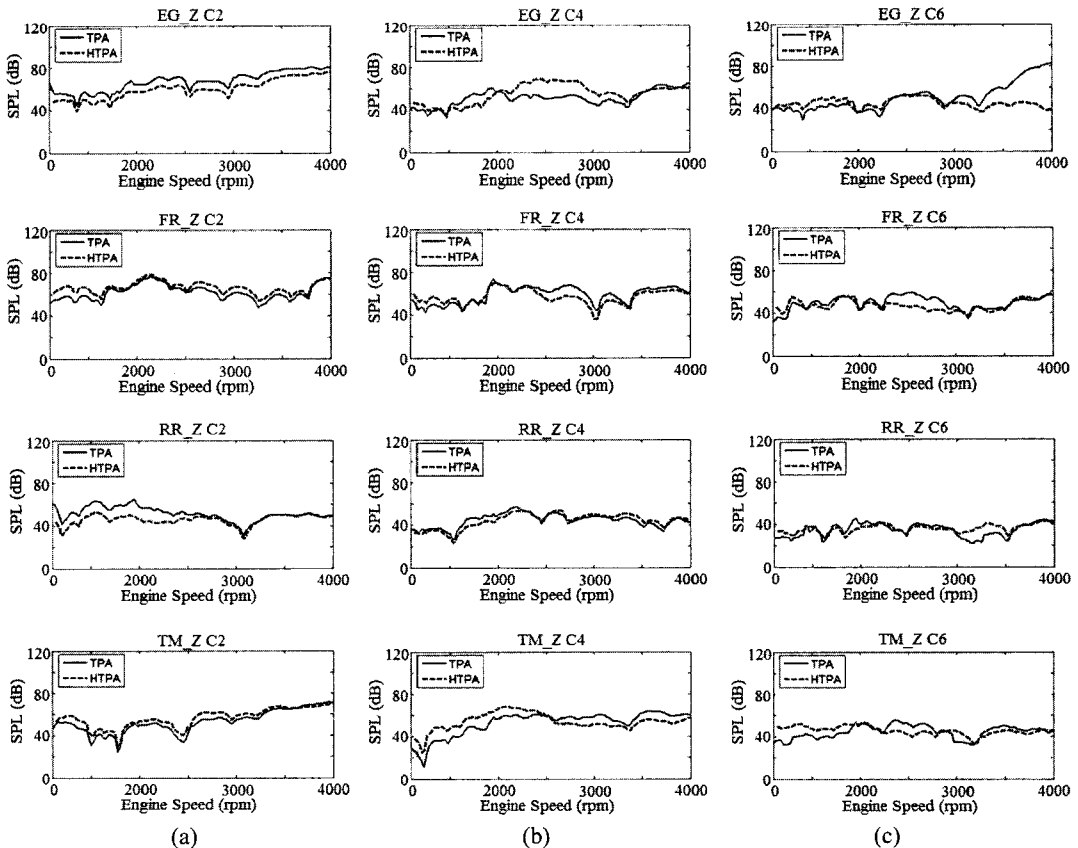 EG_Z C2
120
80
40
0
SPL (dB)
TPA
HTPA
0 2000 3000 4000
Engine Speed (rpm)
EG_Z C4
120
80
40
0
SPL (dB)
TPA
HTPA
0 2000 3000 4000
Engine Speed (rpm)
EG_Z C6
120
80
40
0
SPL (dB)
TPA
HTPA
0 2000 3000 4000
Engine Speed (rpm)
FR_Z C2
120
80
40
0
SPL (dB)
TPA
HTPA
0 2000 3000 4000
Engine Speed (rpm)
FR_Z C4
120
80
40
0
SPL (dB)
TPA
HTPA
0 2000 3000 4000
Engine Speed (rpm)
FR_Z C6
120
80
40
0
SPL (dB)
TPA
HTPA
0 2000 3000 4000
Engine Speed (rpm)
RR_Z C2
120
80
40
0
SPL (dB)
TPA
HTPA
0 2000 3000 4000
Engine Speed (rpm)
RR_Z C4
120
80
40
0
SPL (dB)
TPA
HTPA
0 2000 3000 4000
Engine Speed (rpm)
RR_Z C6
120
80
40
0
SPL (dB)
TPA
HTPA
0 2000 3000 4000
Engine Speed (rpm)
TM_Z C2
120
80
40
0
SPL (dB)
TPA
HTPA
0 2000 3000 4000
Engine Speed (rpm)
TM_Z C4
120
80
40
0
SPL (dB)
TPA
HTPA
0 2000 3000 4000
Engine Speed (rpm)
TM_Z C6
120
80
40
0
SPL (dB)
TPA
HTPA
0 2000 3000 4000
Engine Speed (rpm)
(a)
(b)
(c)